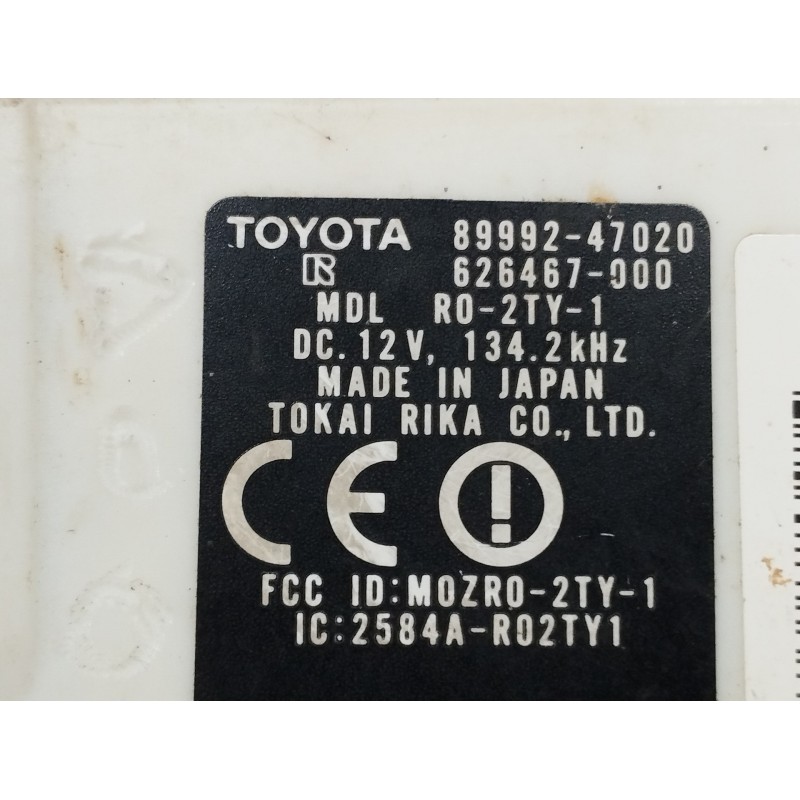 TOYOTA 89992-47020
R 626467-000
MDL RO-2TY-1
DC.12V, 134.2kHz
MADE IN JAPAN
TOKAI RIKA CO., LTD.
CE
FCC ID:MOZRO-2TY-1
IC:2584A-RO2TY1